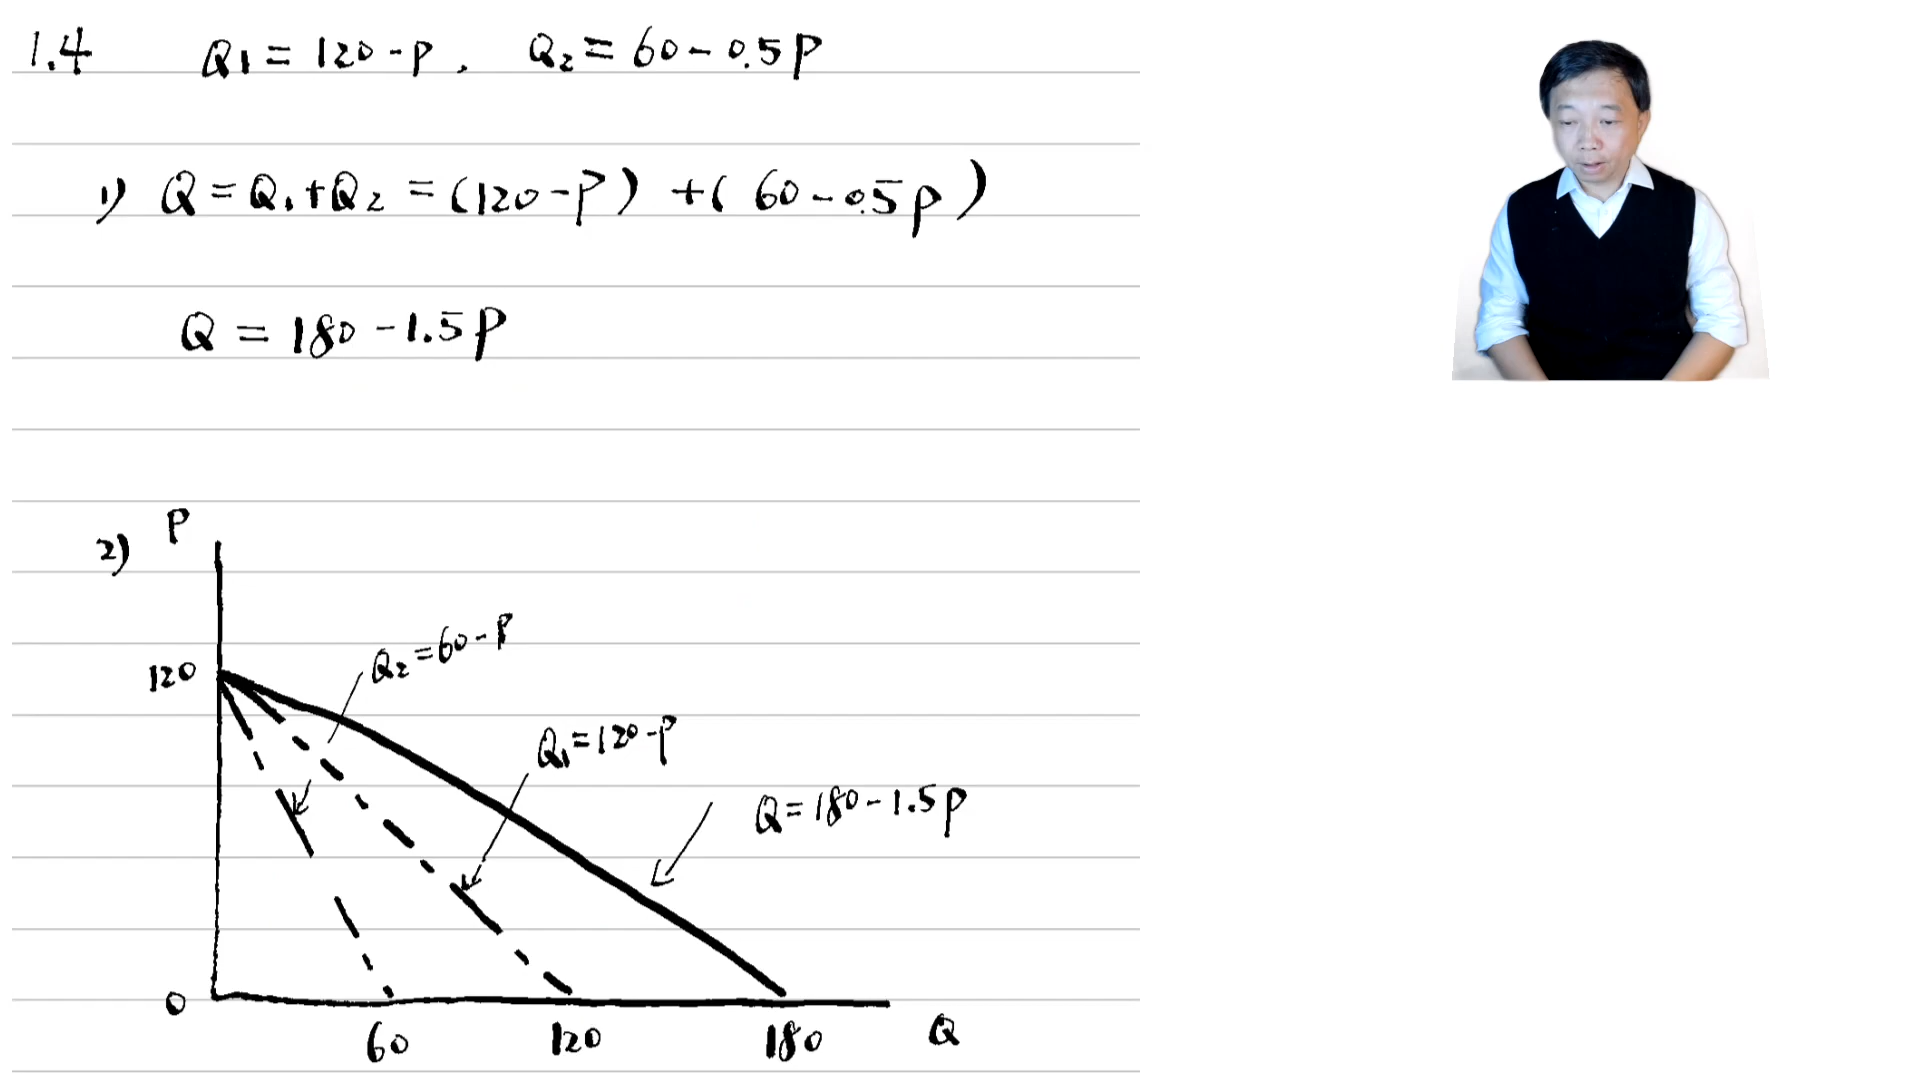 1.4 Q1 = 120 - P, Q2 = 60 - 0.5P
1) Q = Q1 + Q2 = (120 - P) + (60 - 0.5P)
Q = 180 - 1.5P
2) P
Q2 = 60 - P
120
Q1 = 120 - P
Q = 180 - 1.5P
0
60 120 180 Q